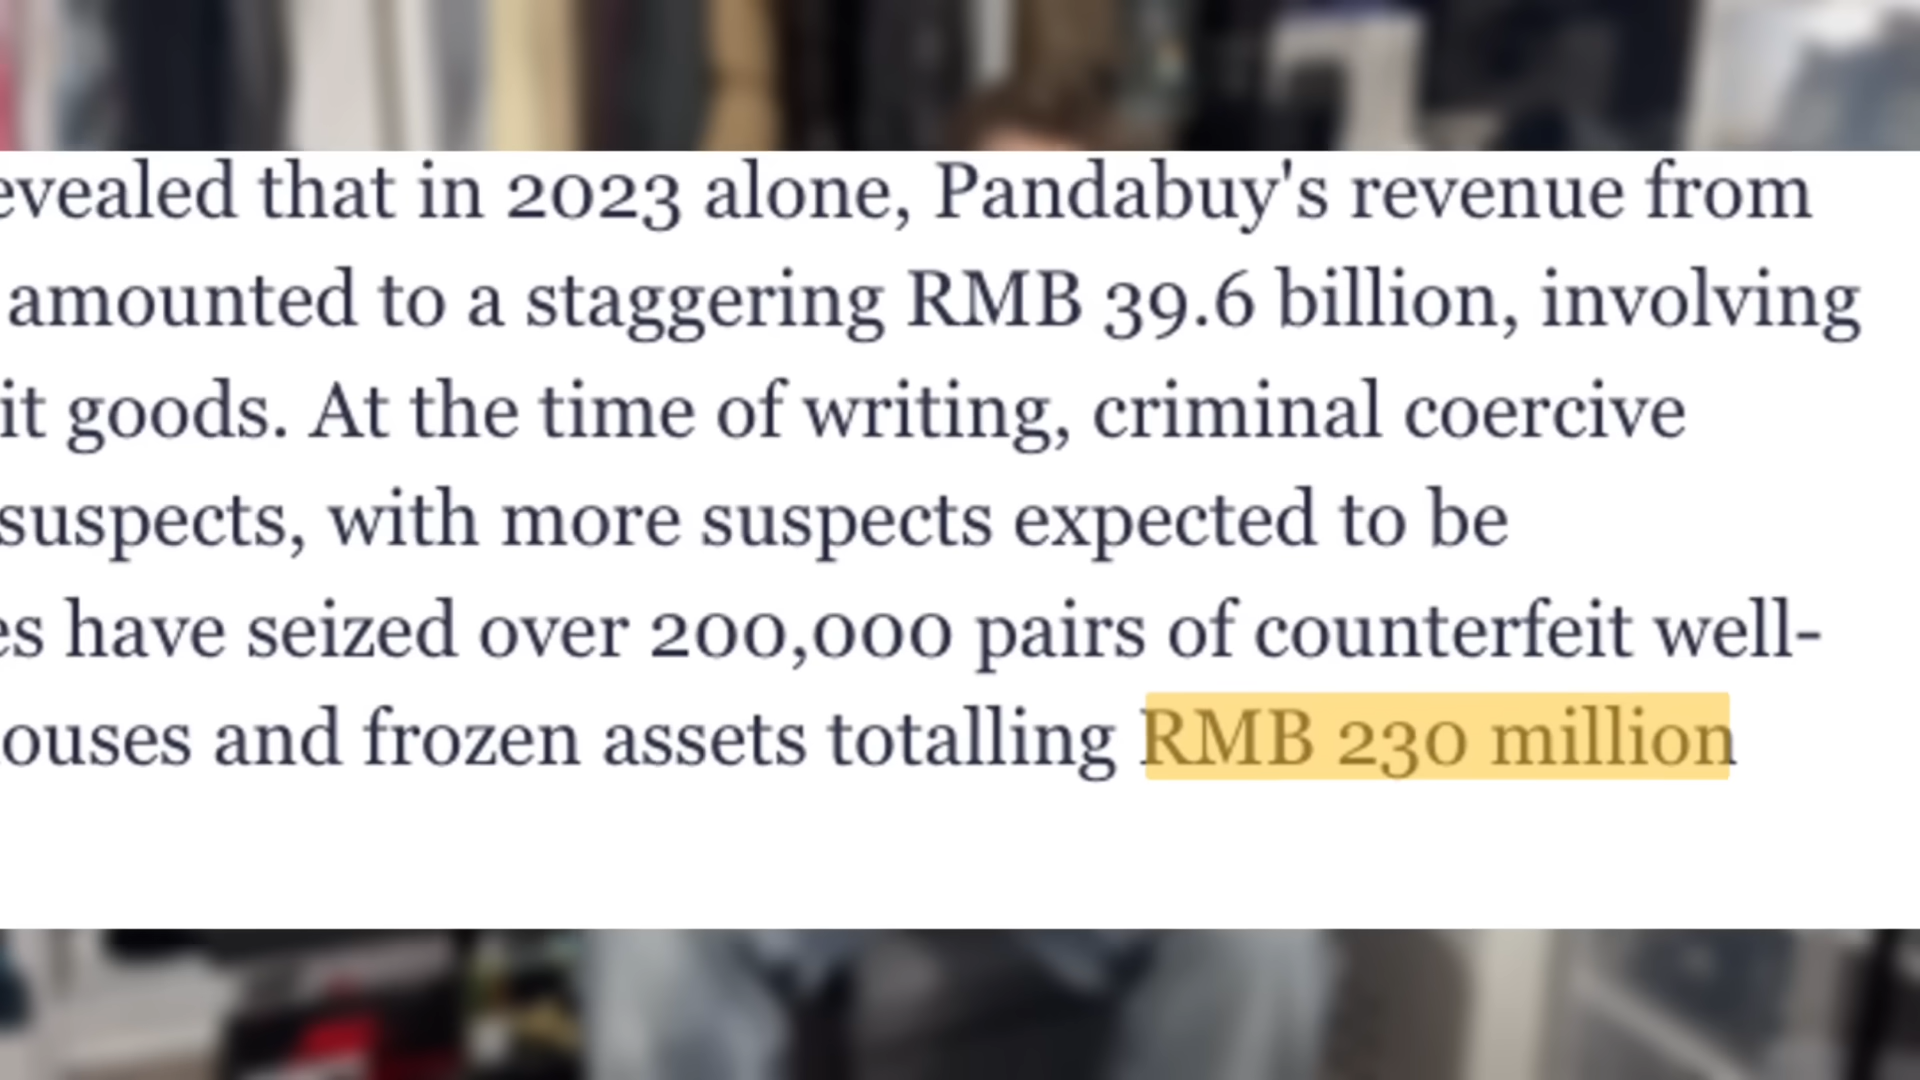 evealed that in 2023 alone, Pandabuy's revenue from
amounted to a staggering RMB 39.6 billion, involving
it goods. At the time of writing, criminal coercive
suspects, with more suspects expected to be
es have seized over 200,000 pairs of counterfeit well-
ouses and frozen assets totalling RMB 230 million